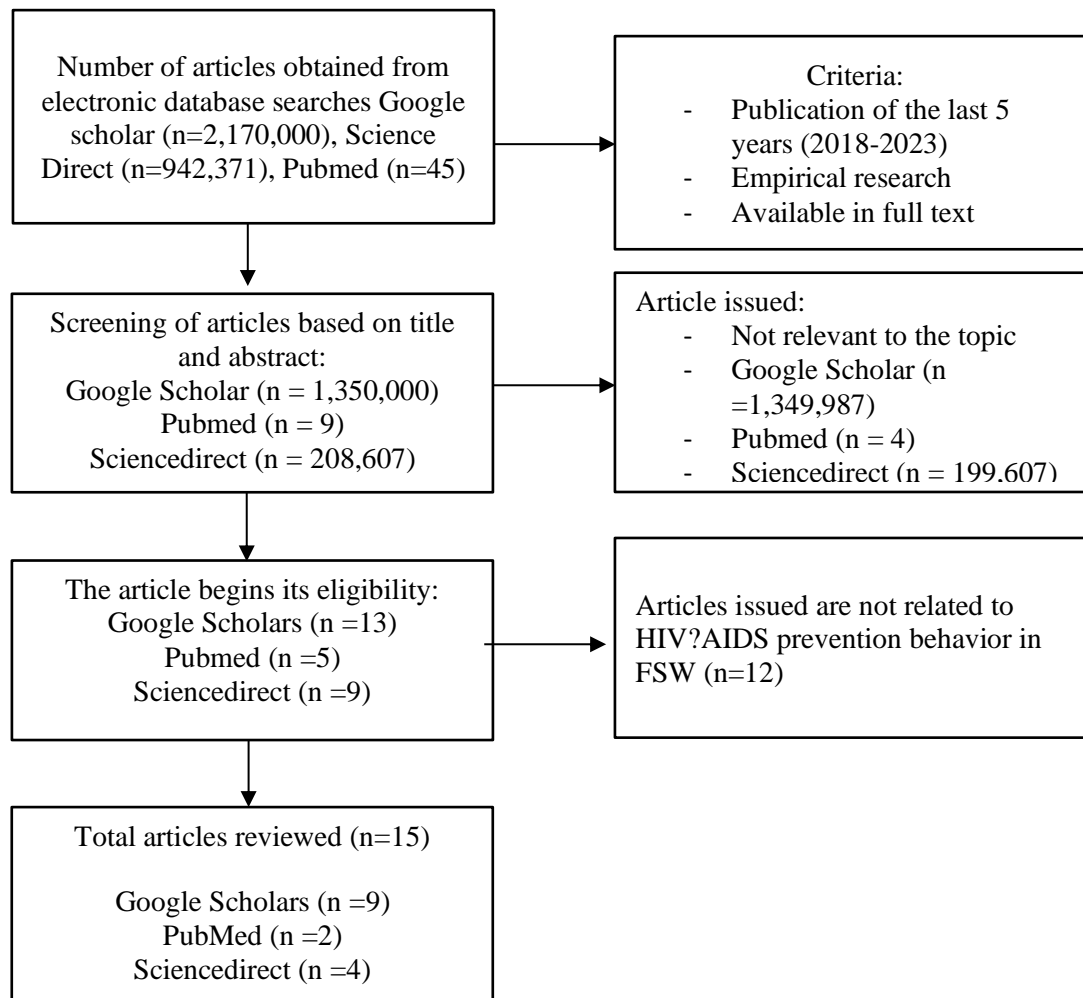 Number of articles obtained from
electronic database searches Google
scholar (n=2,170,000), Science
Direct (n=942,371), Pubmed (n=45)
Criteria:
- Publication of the last 5
years (2018-2023)
- Empirical research
- Available in full text
Screening of articles based on title
and abstract:
Google Scholar (n = 1,350,000)
Pubmed (n = 9)
Sciencedirect (n = 208,607)
Article issued:
- Not relevant to the topic
- Google Scholar (n
=1,349,987)
- Pubmed (n = 4)
- Sciencedirect (n = 199,607)
The article begins its eligibility:
Google Scholars (n =13)
Pubmed (n =5)
Sciencedirect (n =9)
Articles issued are not related to
HIV?AIDS prevention behavior in
FSW (n=12)
Total articles reviewed (n=15)
Google Scholars (n =9)
PubMed (n =2)
Sciencedirect (n =4)